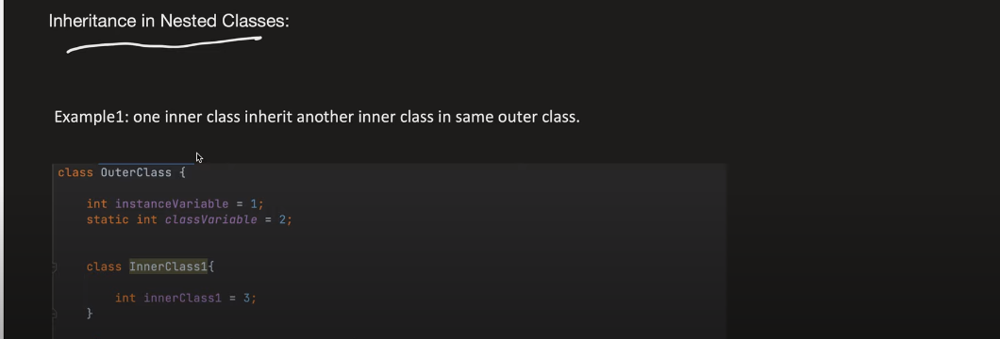 Inheritance in Nested Classes:
Example1: one inner class inherit another inner class in same outer class.
class OuterClass {
int instanceVariable = 1;
static int classVariable = 2;
class InnerClass1{
int innerClass1 = 3;
}